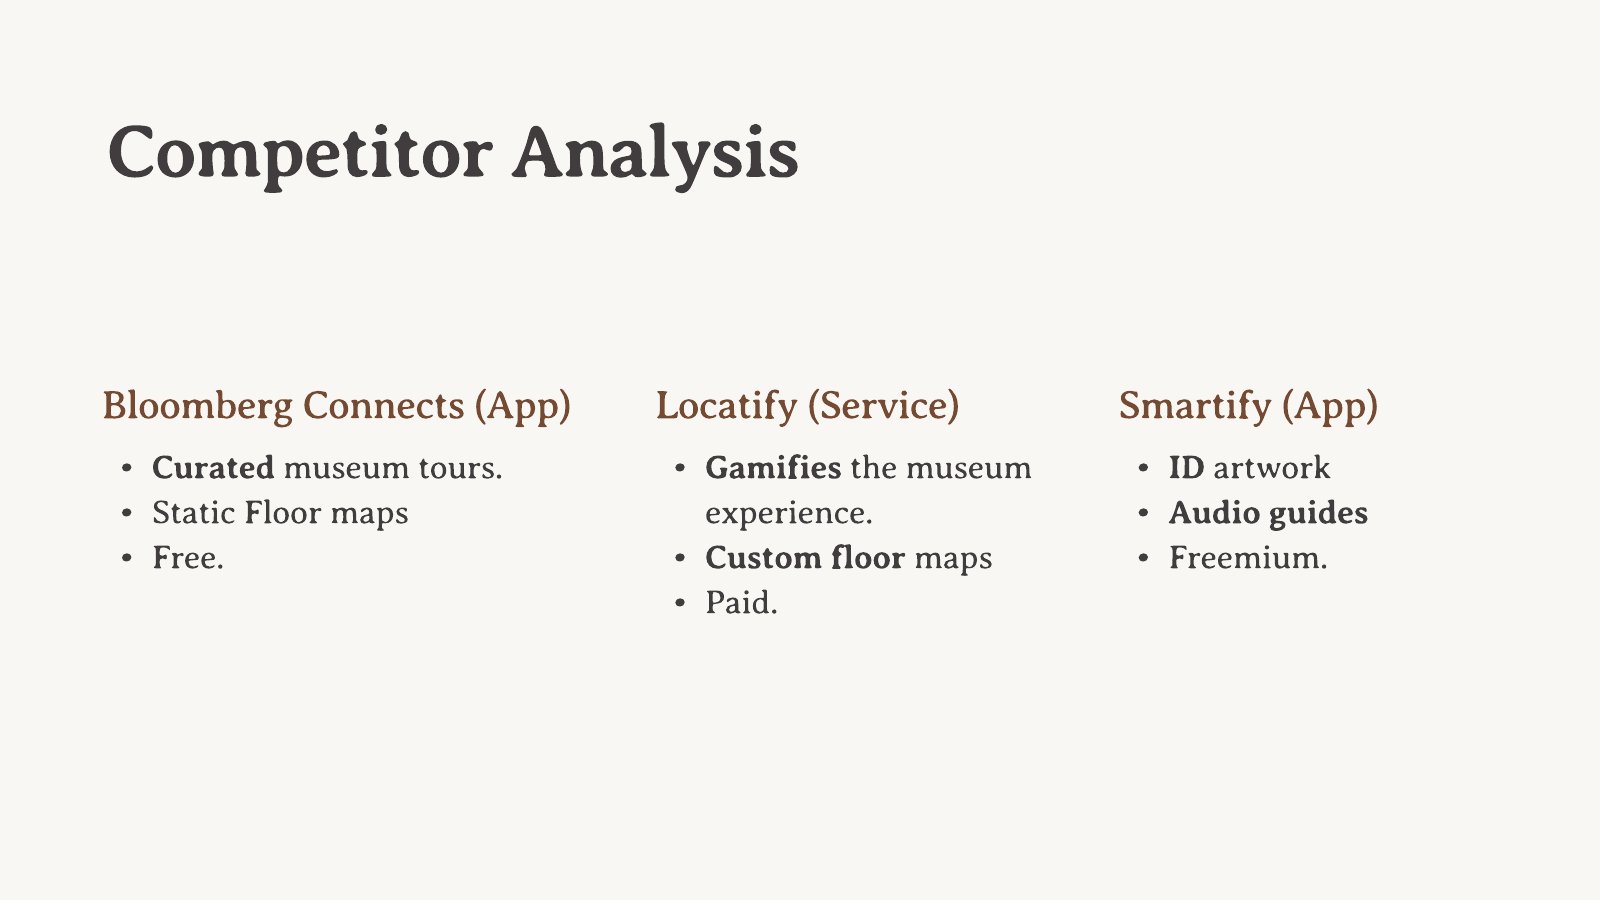 Competitor Analysis
Bloomberg Connects (App)
• Curated museum tours.
• Static Floor maps
• Free.
Locatify (Service)
• Gamifies the museum
experience.
• Custom floor maps
• Paid.
Smartify (App)
• ID artwork
• Audio guides
• Freemium.